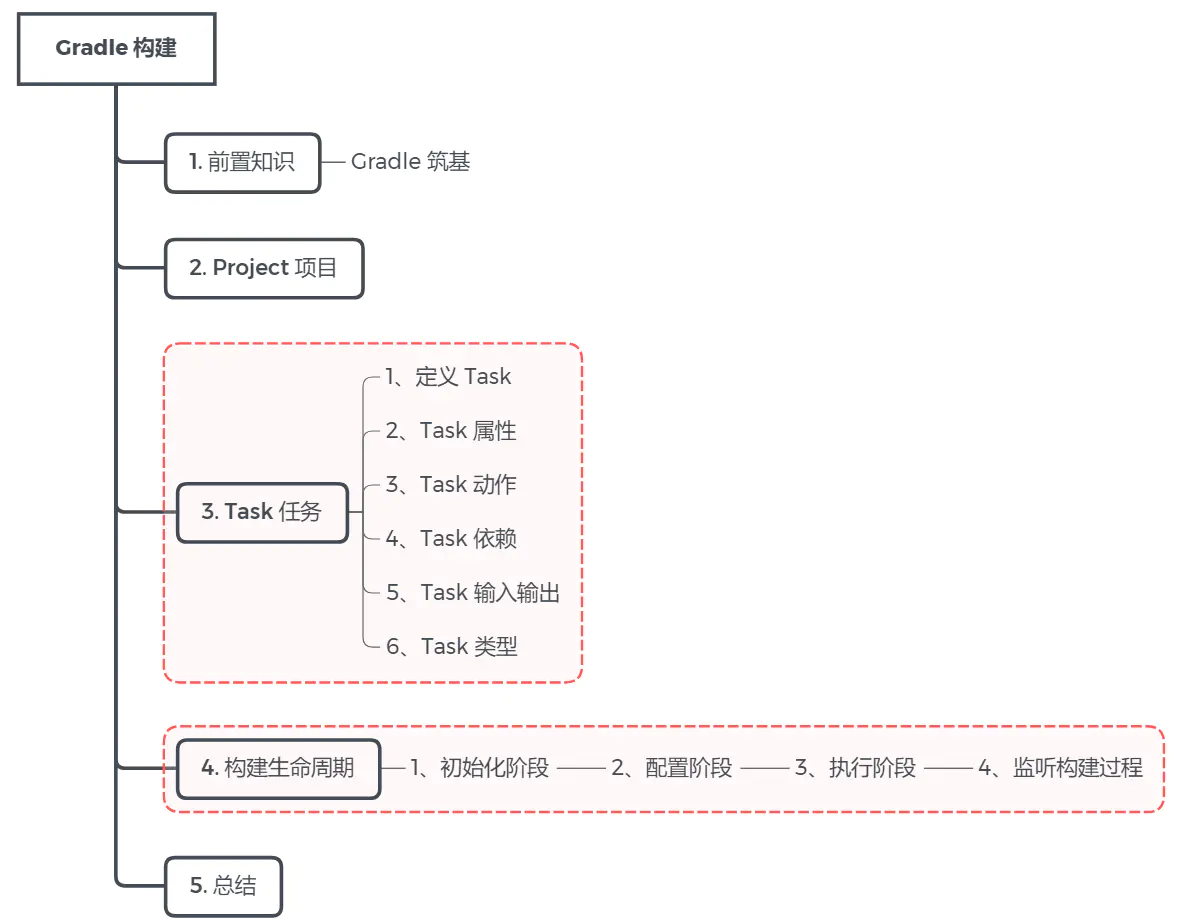 Gradle 构建
1. 前置知识
Gradle 筑基
2. Project 项目
3. Task 任务
1、定义 Task
2、Task 属性
3、Task 动作
4、Task 依赖
5、Task 输入输出
6、Task 类型
4. 构建生命周期
1、初始化阶段
2、配置阶段
3、执行阶段
4、监听构建过程
5. 总结